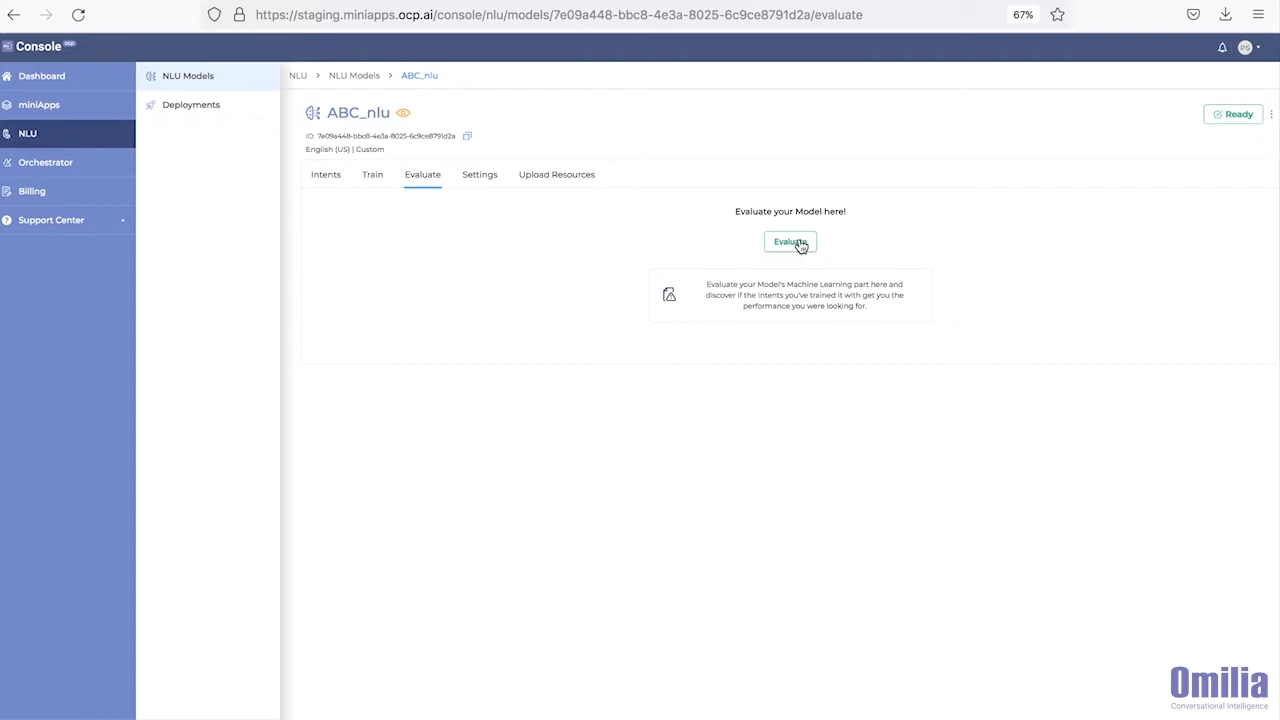 https://staging.miniapps.ocp.ai/console/nlu/models/7e09a448-bbc8-4e3a-8025-6c9ce8791d2a/evaluate
67%
Console OCP
PS
Dashboard
miniApps
NLU
Orchestrator
Billing
Support Center
NLU Models
Deployments
NLU > NLU Models > ABC_nlu
ABC_nlu
ID: 7e09a448-bbc8-4e3a-8025-6c9ce8791d2a
English (US) | Custom
Ready
Intents Train Evaluate Settings Upload Resources
Evaluate your Model here!
Evaluate
Evaluate your Model's Machine Learning part here and
discover if the intents you've trained it with get you the
performance you were looking for.
Omilia
Conversational Intelligence